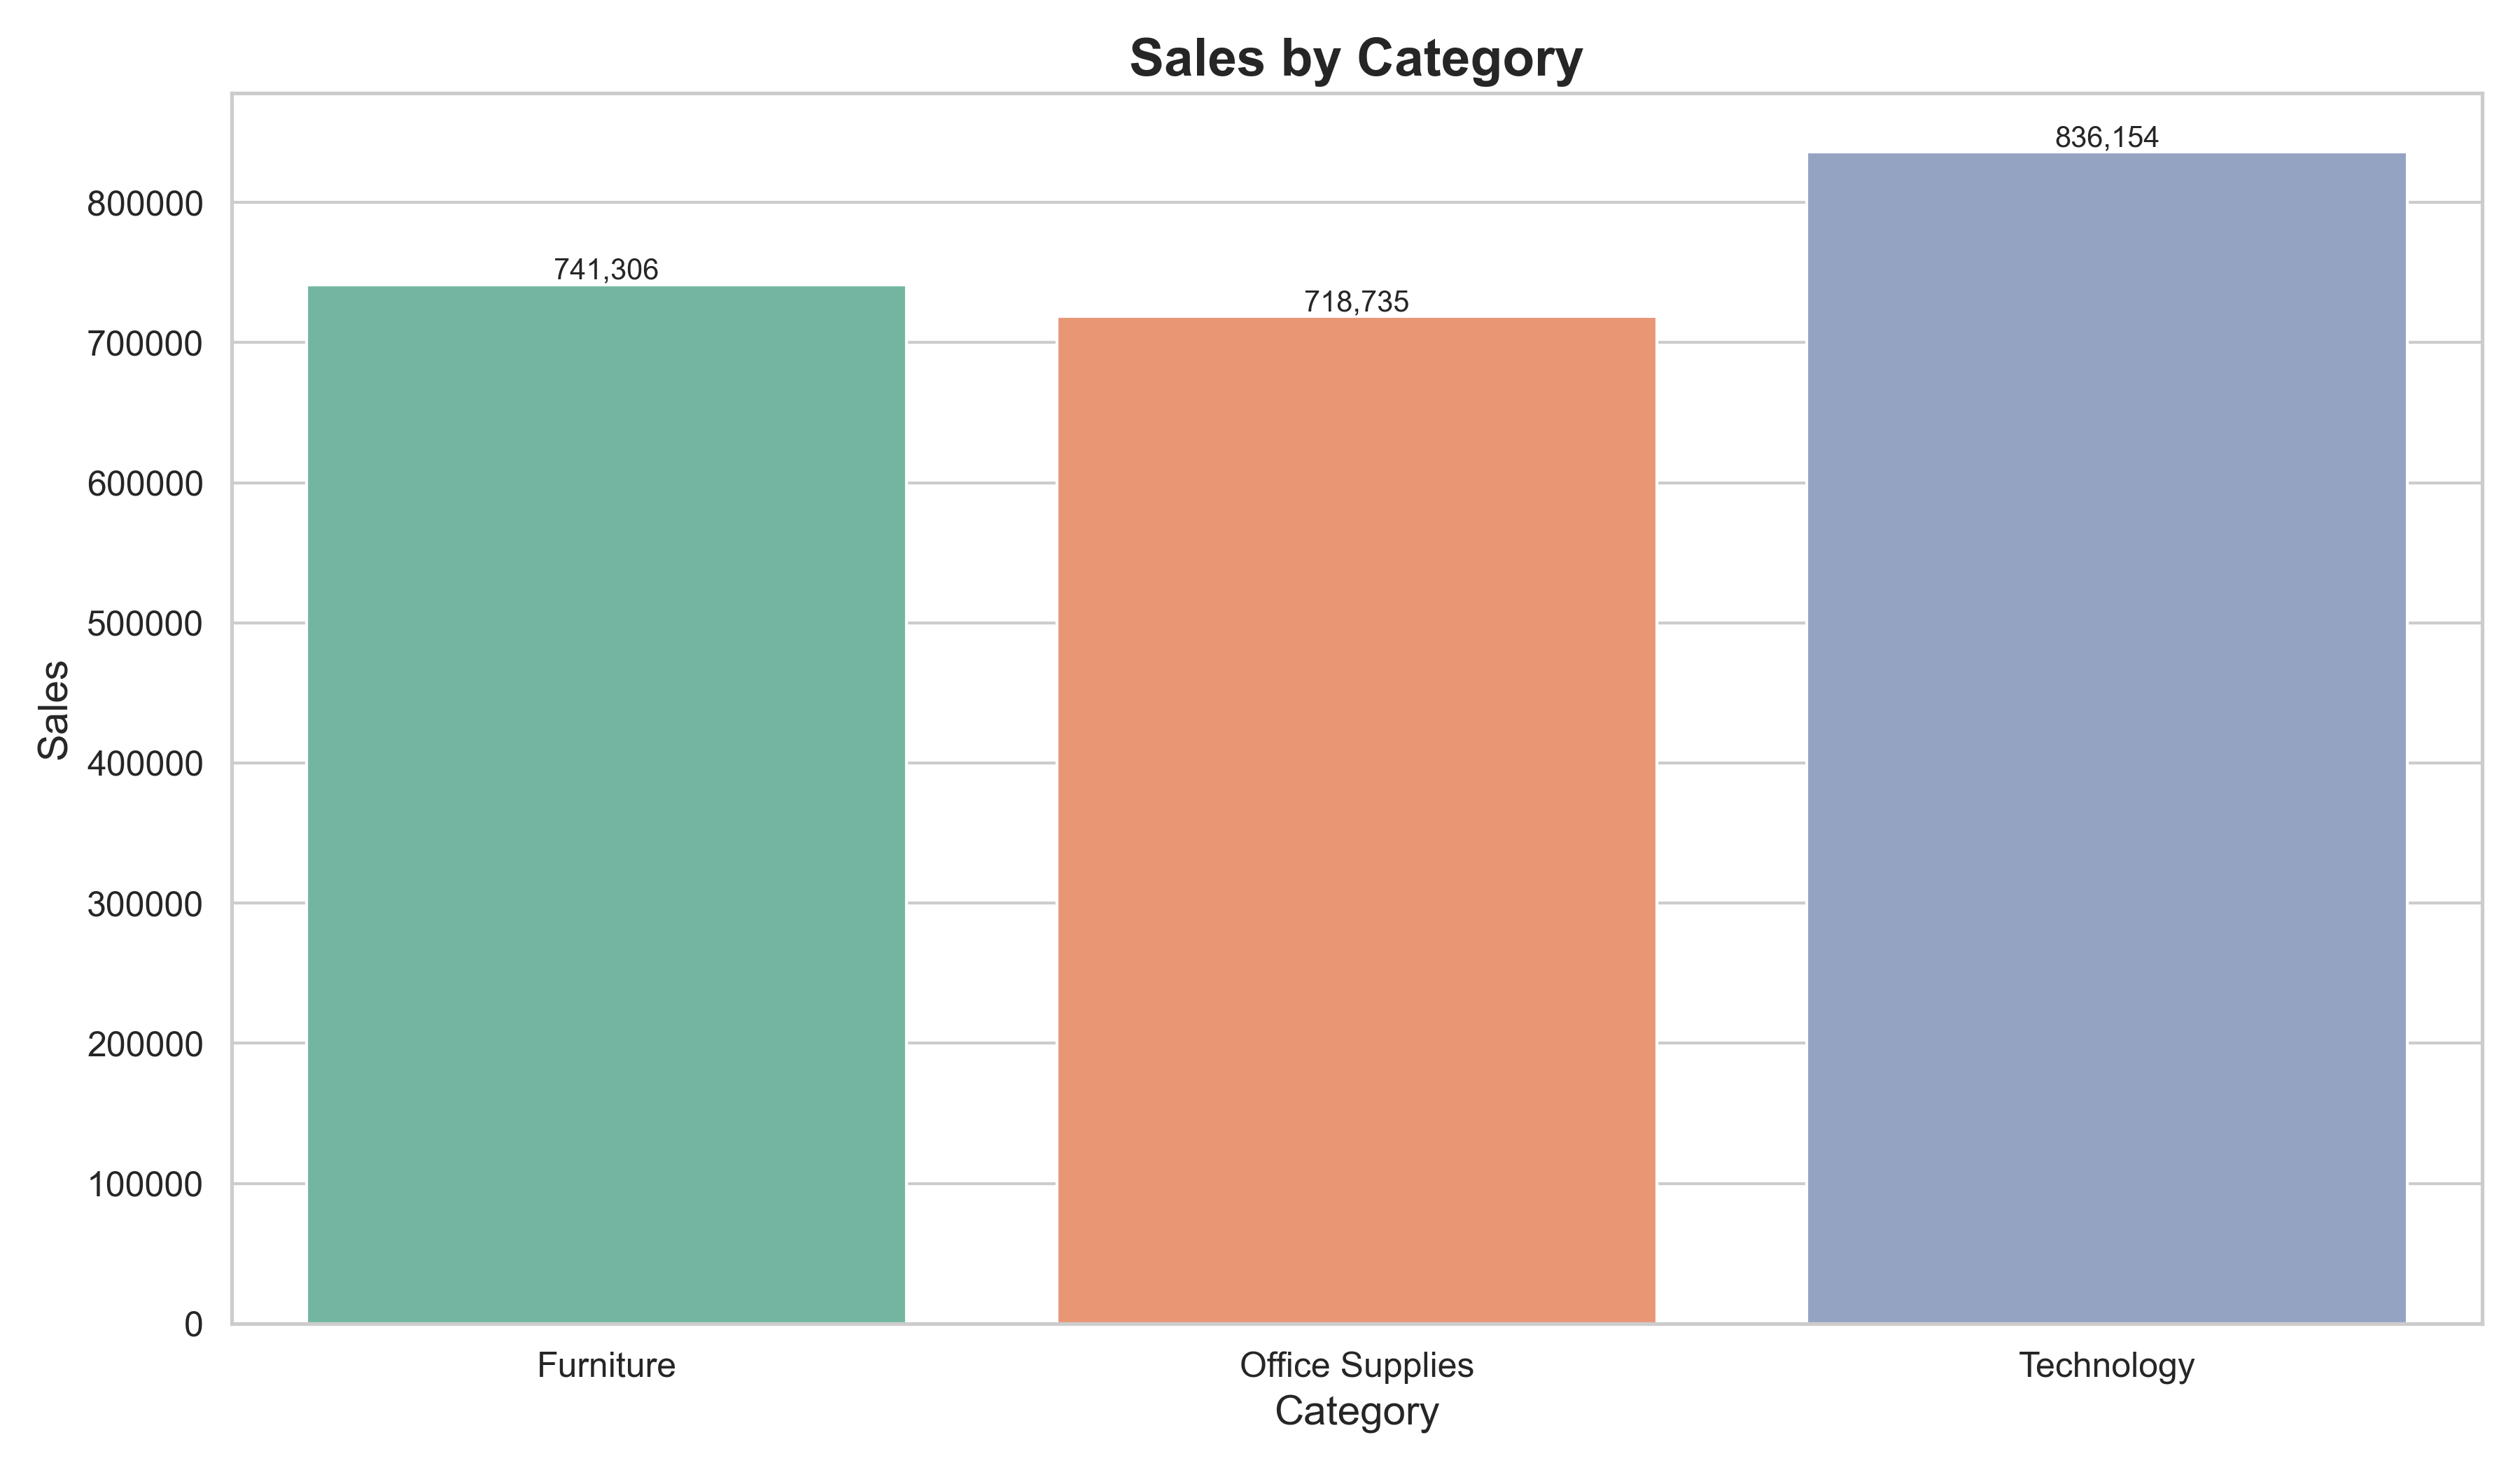 Sales by Category
836,154
800000
741,306
718,735
700000
600000
500000
Sales
400000
300000
200000
100000
0
Furniture
Office Supplies
Technology
Category